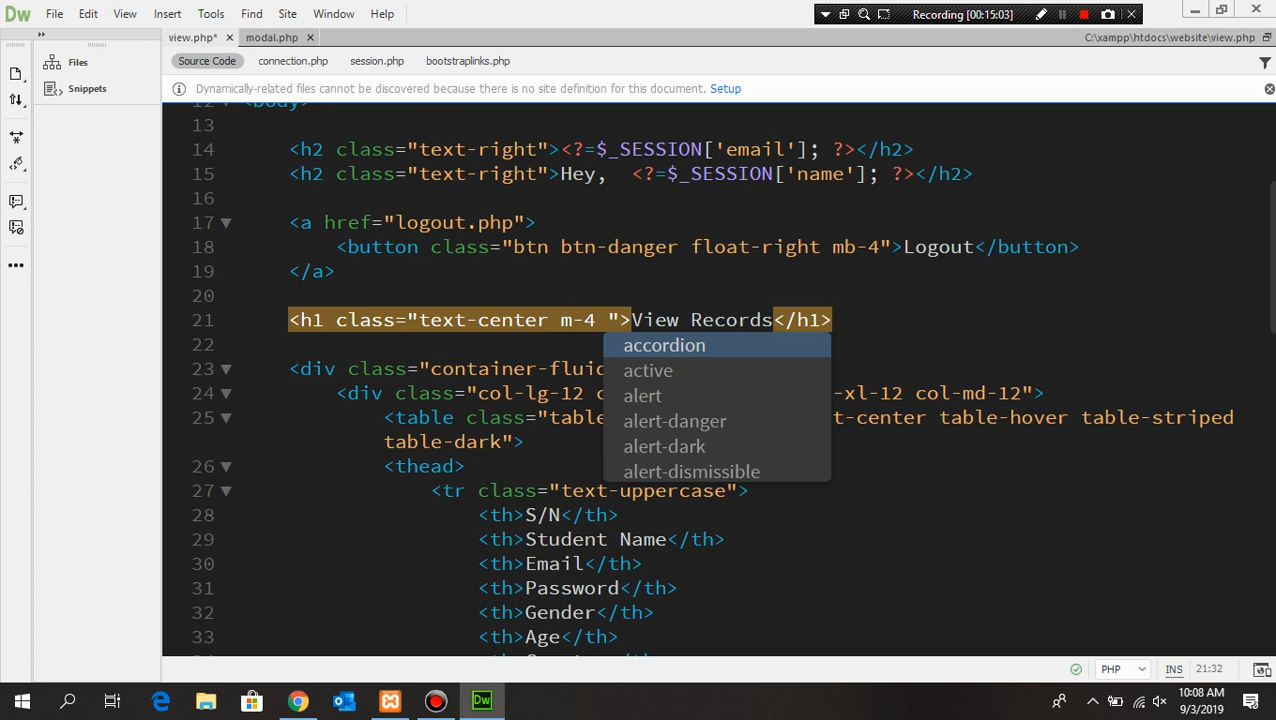 Dw File Edit View Insert Tools Find Site Window Help Recording [00:15:03]
view.php* modal.php C:\xampp\htdocs\website\view.php
Files Source Code connection.php session.php bootstraplinks.php
Snippets Dynamically-related files cannot be discovered because there is no site definition for this document. Setup
12 <body>
13
14 <h2 class="text-right"><?=$_SESSION['email']; ?></h2>
15 <h2 class="text-right">Hey, <?=$_SESSION['name']; ?></h2>
16
17 <a href="logout.php">
18 <button class="btn btn-danger float-right mb-4">Logout</button>
19 </a>
20
21 <h1 class="text-center m-4 ">View Records</h1>
22 accordion
23 <div class="container-fluid active
24 <div class="col-lg-12 alert -xl-12 col-md-12">
25 <table class="table alert-danger t-center table-hover table-striped
table-dark"> alert-dark
26 <thead> alert-dismissible
27 <tr class="text-uppercase">
28 <th>S/N</th>
29 <th>Student Name</th>
30 <th>Email</th>
31 <th>Password</th>
32 <th>Gender</th>
33 <th>Age</th>
PHP INS 21:32
Dw 10:08 AM
9/3/2019